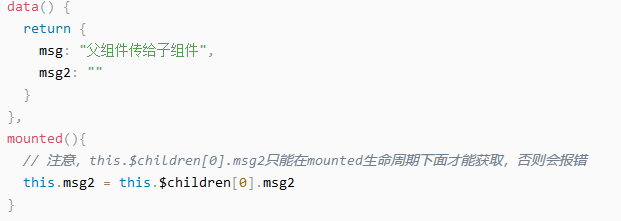 data() {
  return {
    msg: "父组件传给子组件",
    msg2: ""
  }
},
mounted(){
  // 注意，this.$children[0].msg2只能在mounted生命周期下面才能获取，否则会报错
  this.msg2 = this.$children[0].msg2
}